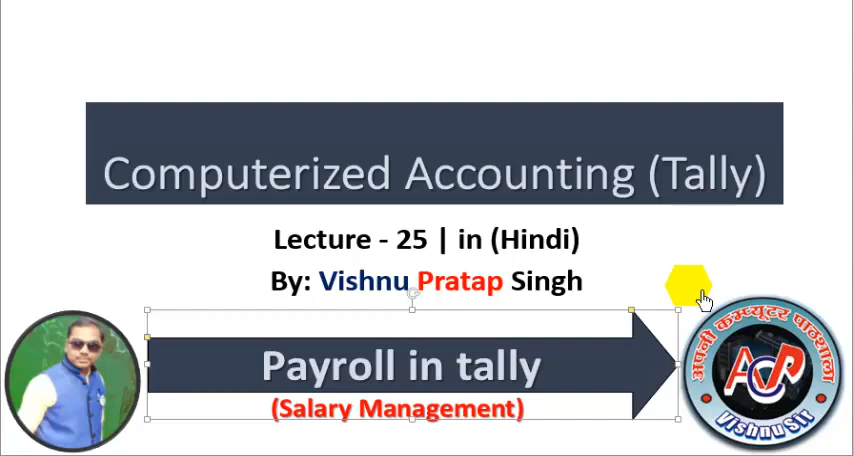 Computerized Accounting (Tally)
Lecture - 25 | in (Hindi)
By: Vishnu Pratap Singh
Payroll in tally
(Salary Management)
अपनी कम्प्यूटर पाठशाला
ACP
Vishnu Sir